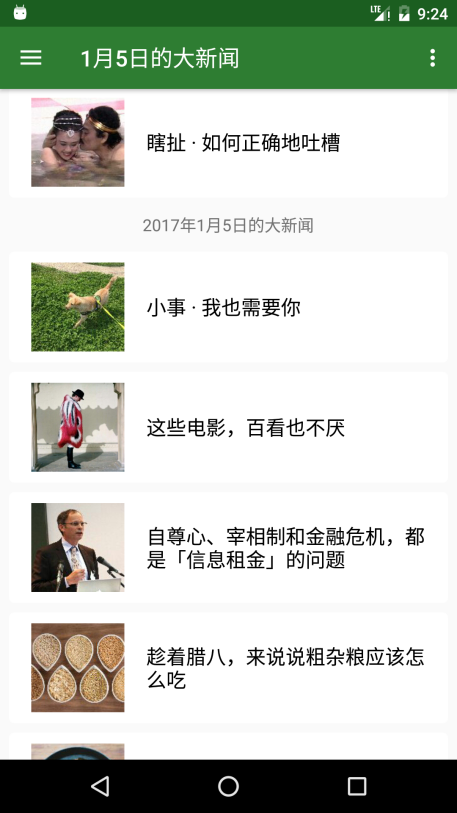 LTE 9:24
1月5日的大新闻
瞎扯 · 如何正确地吐槽
2017年1月5日的大新闻
小事 · 我也需要你
这些电影，百看也不厌
自尊心、宰相制和金融危机，都
是「信息租金」的问题
趁着腊八，来说说粗杂粮应该怎
么吃